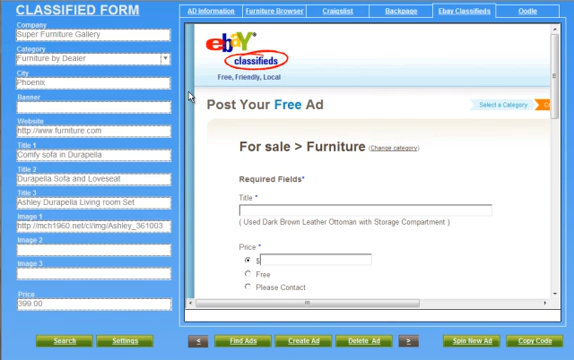 CLASSIFIED FORM
Company
Super Furniture Gallery
Category
Furniture by Dealer
City
Phoenix
Banner
Website
http://www.furniture.com
Title 1
Comfy sofa in Durapella
Title 2
Durapella Sofa and Loveseat
Title 3
Ashley Durapella Living room Set
Image 1
http://mch1960.net/cl/img/Ashley_361003
Image 2
Image 3
Price
399.00
Search
Settings
AD Information
Furniture Browser
Craigslist
Backpage
Ebay Classifieds
Oodle
ebay
classifieds
Free, Friendly, Local
Post Your Free Ad
Select a Category
For sale > Furniture (Change category)
Required Fields*
Title *
( Used Dark Brown Leather Ottoman with Storage Compartment )
Price *
$
Free
Please Contact
<
Find Ads
Create Ad
Delete Ad
>
Spin New Ad
Copy Code